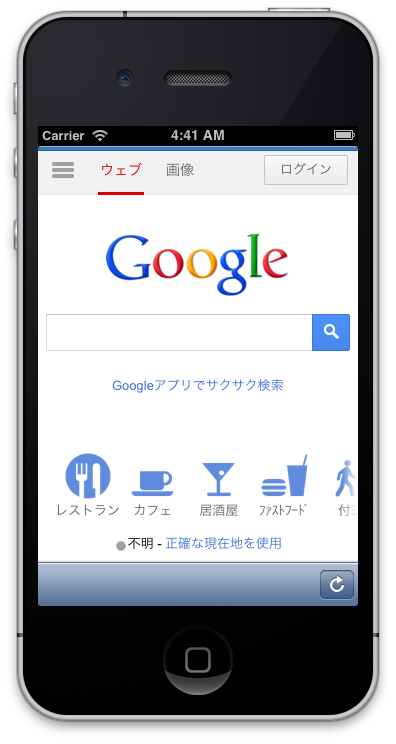 Carrier 4:41 AM
ウェブ 画像 ログイン
Google
Googleアプリでサクサク検索
レストラン カフェ 居酒屋 ﾌｧｽﾄﾌｰﾄﾞ 付
不明 - 正確な現在地を使用